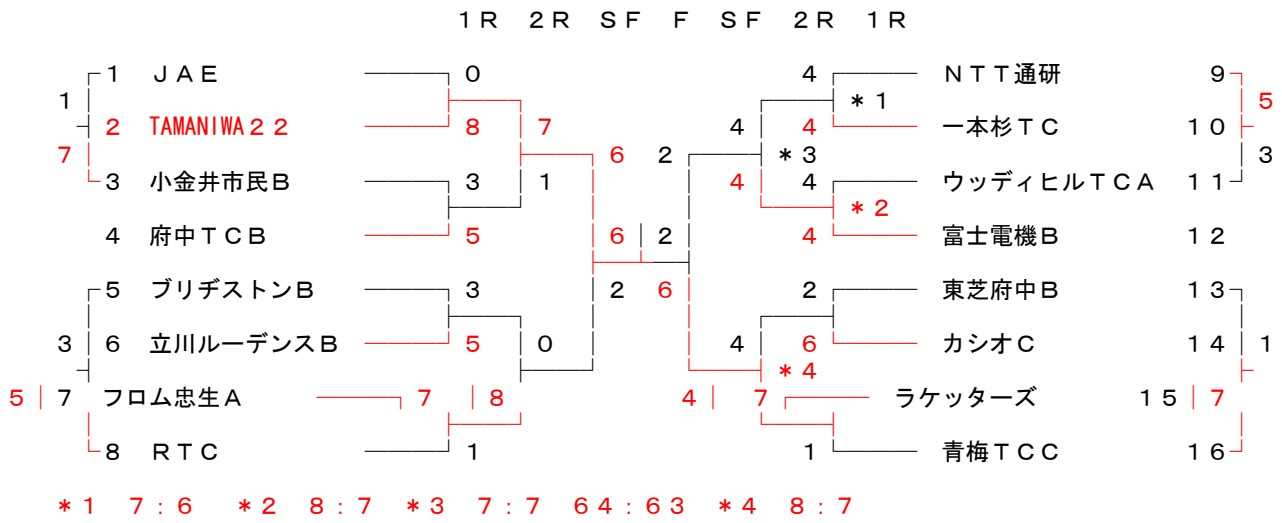 １Ｒ ２Ｒ ＳＦ Ｆ ＳＦ ２Ｒ １Ｒ
１ ＪＡＥ ０ ４ ＮＴＴ通研 ９
１ ＊１ ５
２ TAMANIWA２２ ８ ７ ４ ４ 一本杉ＴＣ １０
７ ６ ２ ＊３ ３
３ 小金井市民Ｂ ３ １ ４ ４ ウッディヒルＴＣＡ １１
＊２
４ 府中ＴＣＢ ５ ６ ２ ４ 富士電機Ｂ １２
５ ブリヂストンＢ ３ ２ ６ ２ 東芝府中Ｂ １３
３ ６ 立川ルーデンスＢ ５ ０ ４ ６ カシオＣ １４ １
＊４
５ ７ フロム忠生Ａ ７ ８ ４ ７ ラケッターズ １５ ７
８ ＲＴＣ １ １ 青梅ＴＣＣ １６
＊１ ７：６ ＊２ ８：７ ＊３ ７：７ ６４：６３ ＊４ ８：７